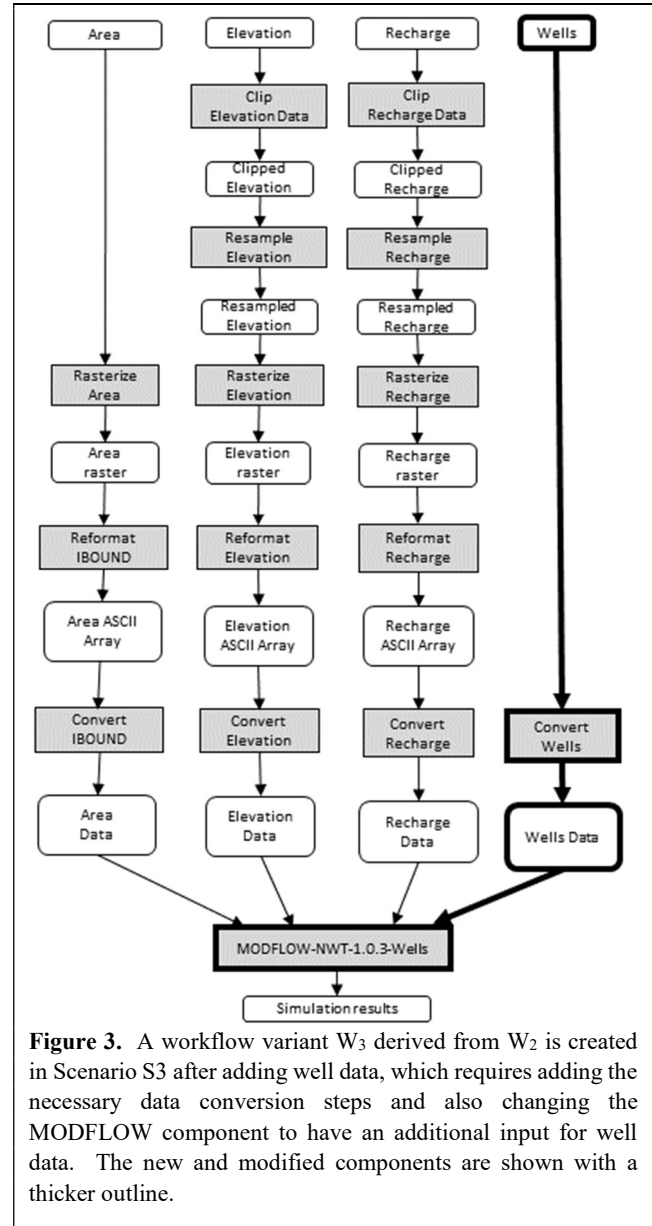 Area
Elevation
Recharge
Wells
Clip
Elevation Data
Clip
Recharge Data
Clipped
Elevation
Clipped
Recharge
Resample
Elevation
Resample
Recharge
Resampled
Elevation
Resampled
Recharge
Rasterize
Area
Rasterize
Elevation
Rasterize
Recharge
Area
raster
Elevation
raster
Recharge
raster
Reformat
IBOUND
Reformat
Elevation
Reformat
Recharge
Area ASCII
Array
Elevation
ASCII Array
Recharge
ASCII Array
Convert
IBOUND
Convert
Elevation
Convert
Recharge
Convert
Wells
Area
Data
Elevation
Data
Recharge
Data
Wells Data
MODFLOW-NWT-1.0.3-Wells
Simulation results
Figure 3. A workflow variant W3 derived from W2 is created
in Scenario S3 after adding well data, which requires adding the
necessary data conversion steps and also changing the
MODFLOW component to have an additional input for well
data. The new and modified components are shown with a
thicker outline.